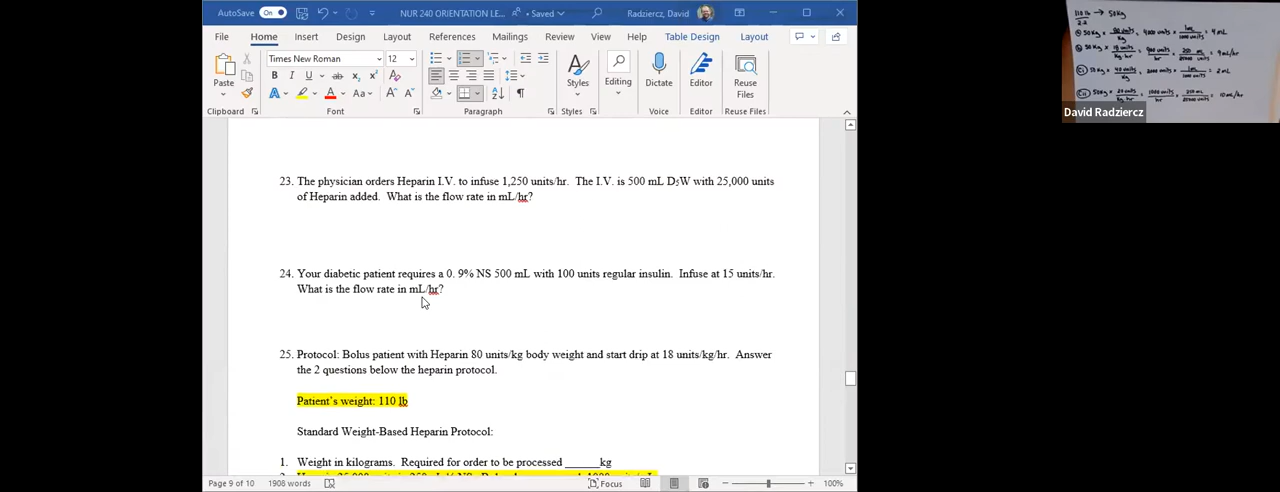 AutoSave On NUR 240 ORIENTATION LE... • Saved Radziercz, David
File Home Insert Design Layout References Mailings Review View Help Table Design Layout
Times New Roman 12
Paste Styles Editing Dictate Editor Reuse Files
Clipboard Font Paragraph Styles Voice Editor Reuse Files
23. The physician orders Heparin I.V. to infuse 1,250 units/hr. The I.V. is 500 mL D5W with 25,000 units
of Heparin added. What is the flow rate in mL/hr?
24. Your diabetic patient requires a 0. 9% NS 500 mL with 100 units regular insulin. Infuse at 15 units/hr.
What is the flow rate in mL/hr?
25. Protocol: Bolus patient with Heparin 80 units/kg body weight and start drip at 18 units/kg/hr. Answer
the 2 questions below the heparin protocol.
Patient's weight: 110 lb
Standard Weight-Based Heparin Protocol:
1. Weight in kilograms. Required for order to be processed ______kg
Page 9 of 10 1908 words Focus 100%
110 lb → 50kg
David Radziercz